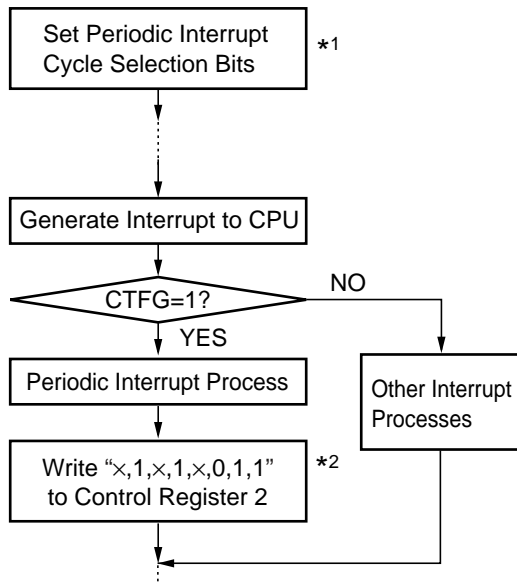 Set Periodic Interrupt
Cycle Selection Bits
*1
Generate Interrupt to CPU
CTFG=1?
NO
YES
Periodic Interrupt Process
Other Interrupt
Processes
Write “×,1,×,1,×,0,1,1”
to Control Register 2
*2